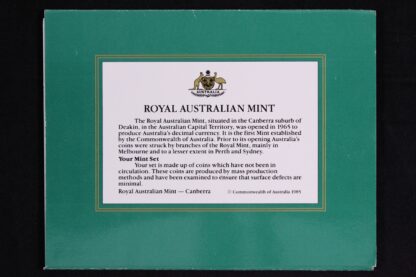 AUSTRALIA
ROYAL AUSTRALIAN MINT
The Royal Australian Mint, situated in the Canberra suburb of
Deakin, in the Australian Capital Territory, was opened in 1965 to
produce Australia's decimal currency. It is the first Mint established
by the Commonwealth of Australia. Prior to its opening Australia's
coins were struck by branches of the Royal Mint, mainly in
Melbourne and to a lesser extent in Perth and Sydney.
Your Mint Set
Your set is made up of coins which have not been in
circulation. These coins are produced by mass production
methods and have been examined to ensure that surface defects are
minimal.
Royal Australian Mint — Canberra © Commonwealth of Australia 1985